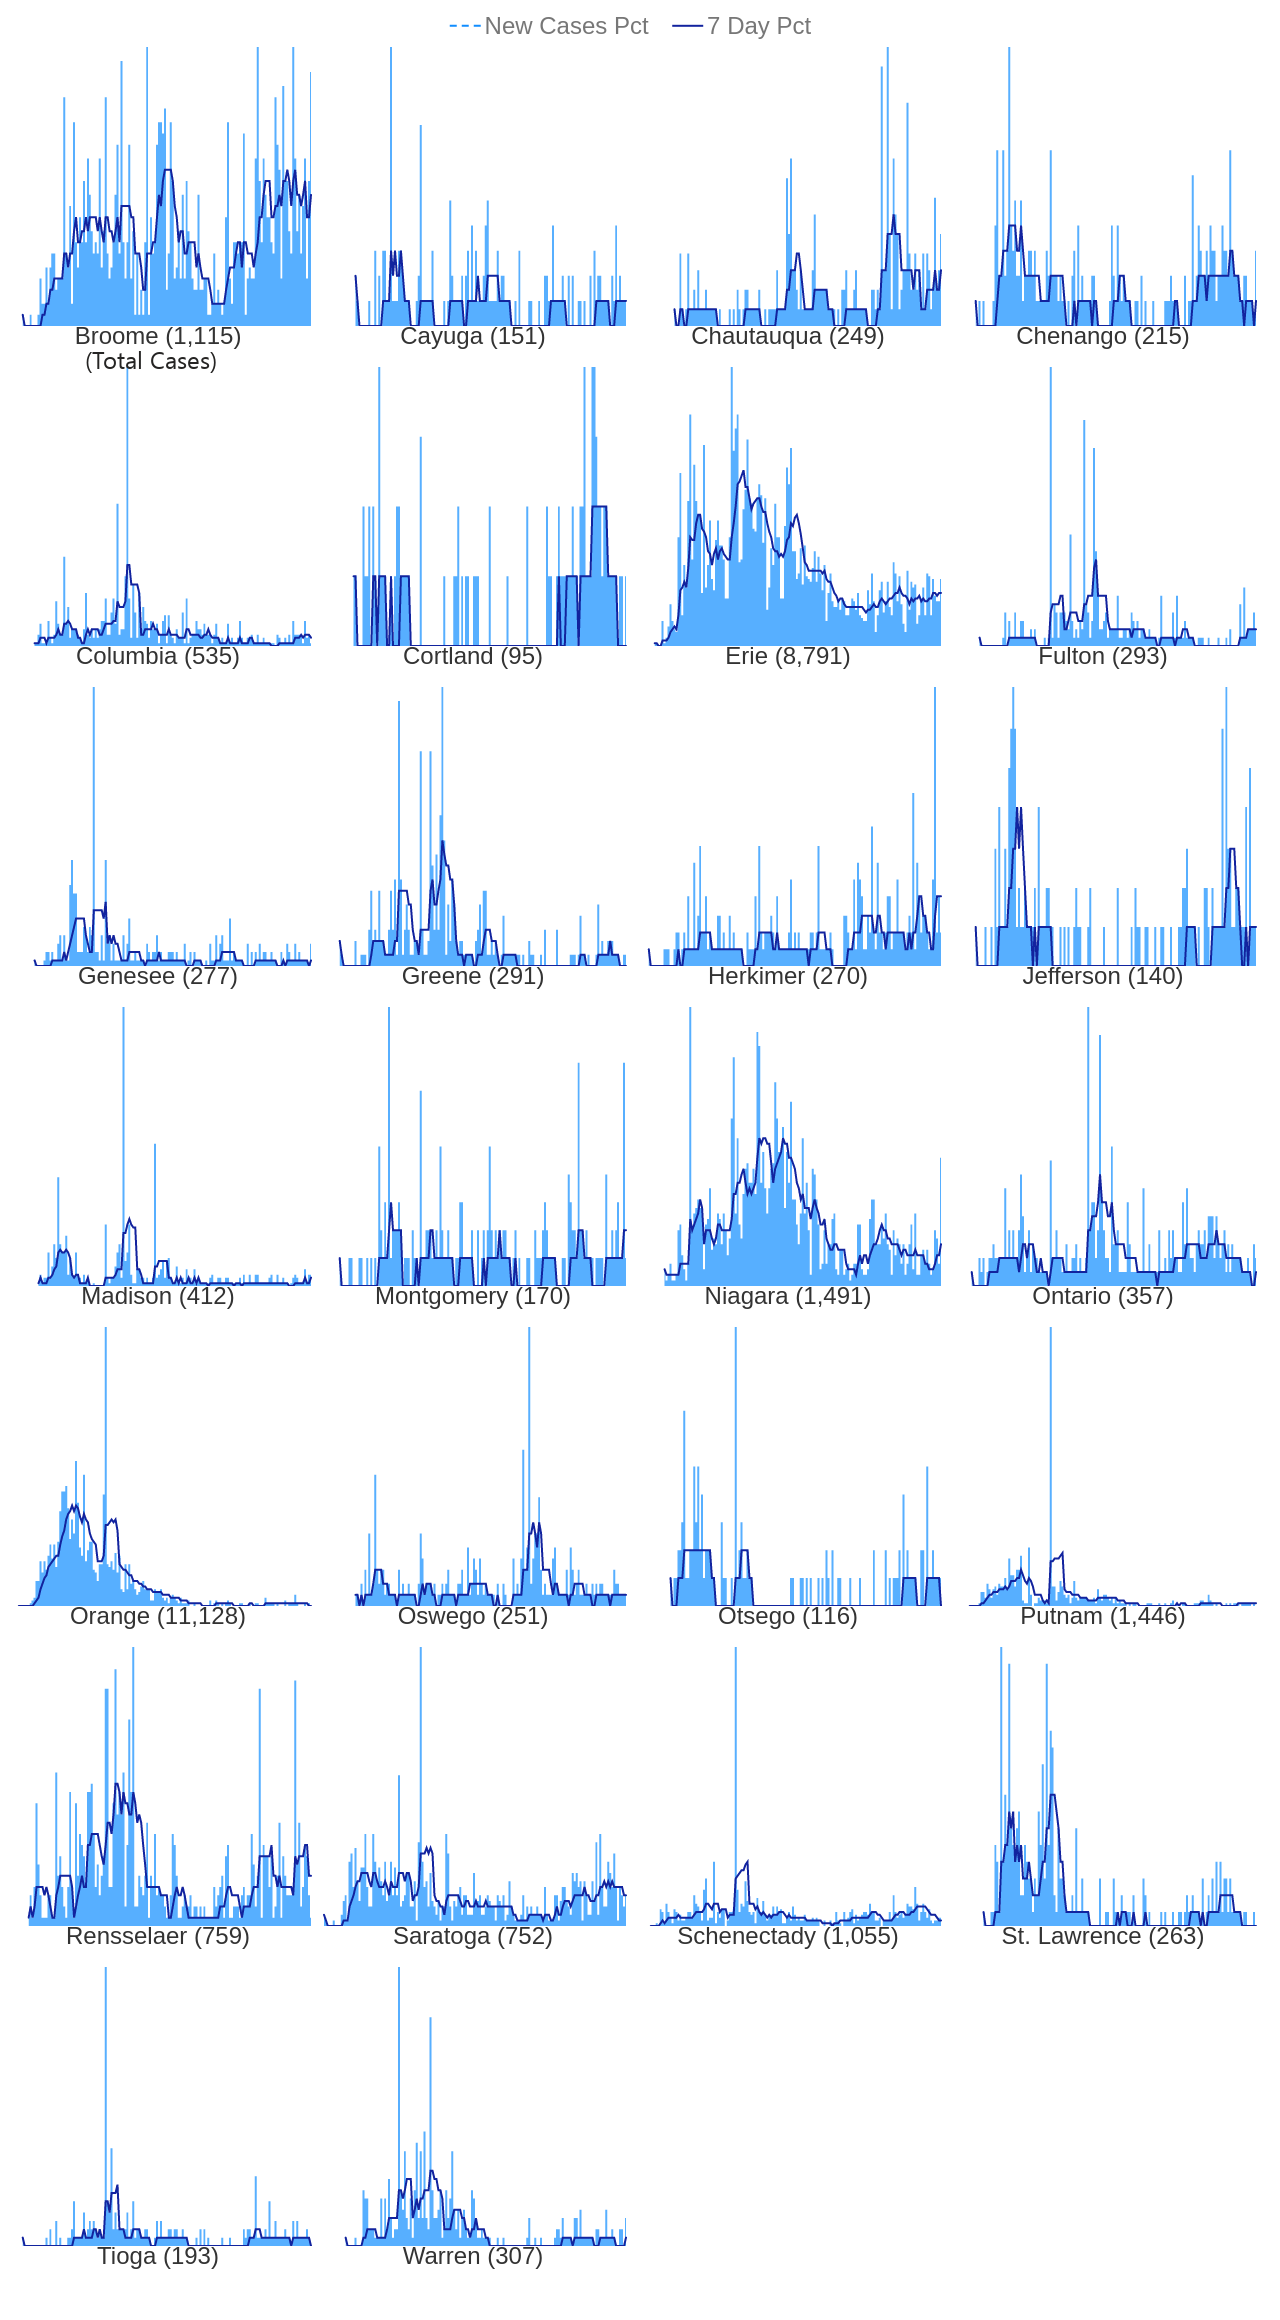 New Cases Pct 7 Day Pct
Broome (1,115) Cayuga (151) Chautauqua (249) Chenango (215)
(Total Cases)
Columbia (535) Cortland (95) Erie (8,791) Fulton (293)
Genesee (277) Greene (291) Herkimer (270) Jefferson (140)
Madison (412) Montgomery (170) Niagara (1,491) Ontario (357)
Orange (11,128) Oswego (251) Otsego (116) Putnam (1,446)
Rensselaer (759) Saratoga (752) Schenectady (1,055) St. Lawrence (263)
Tioga (193) Warren (307)